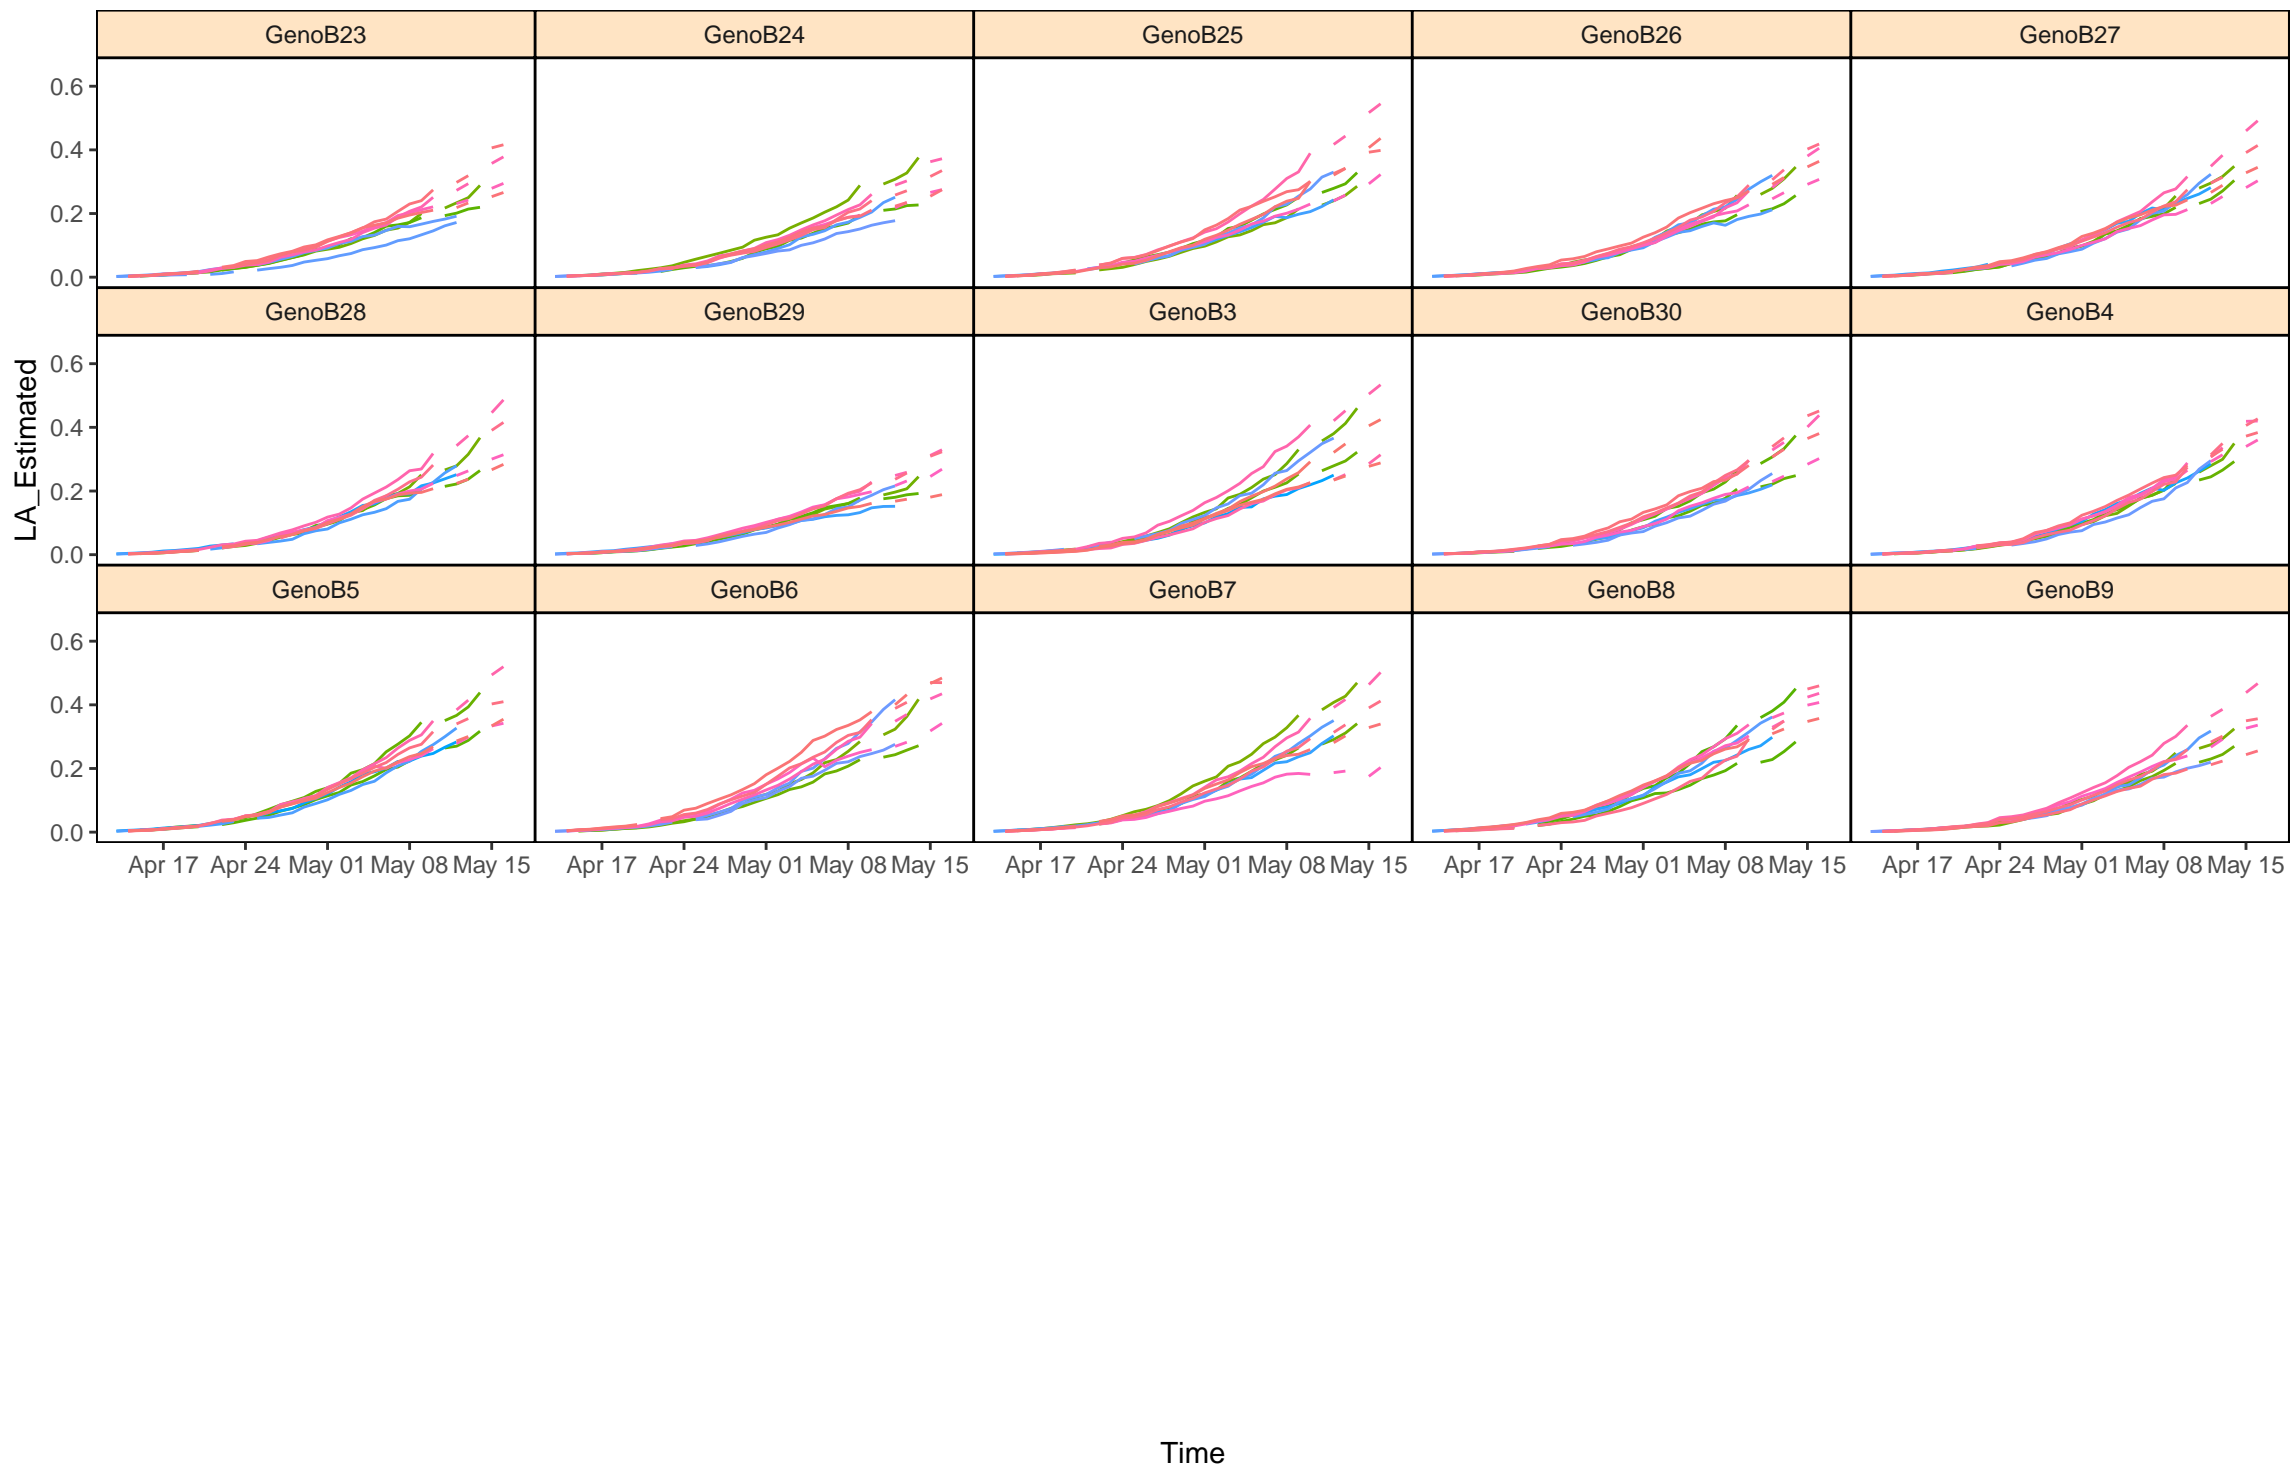 GenoB23 GenoB24 GenoB25 GenoB26 GenoB27
0.6
0.4
0.2
0.0
GenoB28 GenoB29 GenoB3 GenoB30 GenoB4
LA_Estimated
0.6
0.4
0.2
0.0
GenoB5 GenoB6 GenoB7 GenoB8 GenoB9
0.6
0.4
0.2
0.0
Apr 17 Apr 24 May 01 May 08 May 15 Apr 17 Apr 24 May 01 May 08 May 15 Apr 17 Apr 24 May 01 May 08 May 15 Apr 17 Apr 24 May 01 May 08 May 15 Apr 17 Apr 24 May 01 May 08 May 15
Time